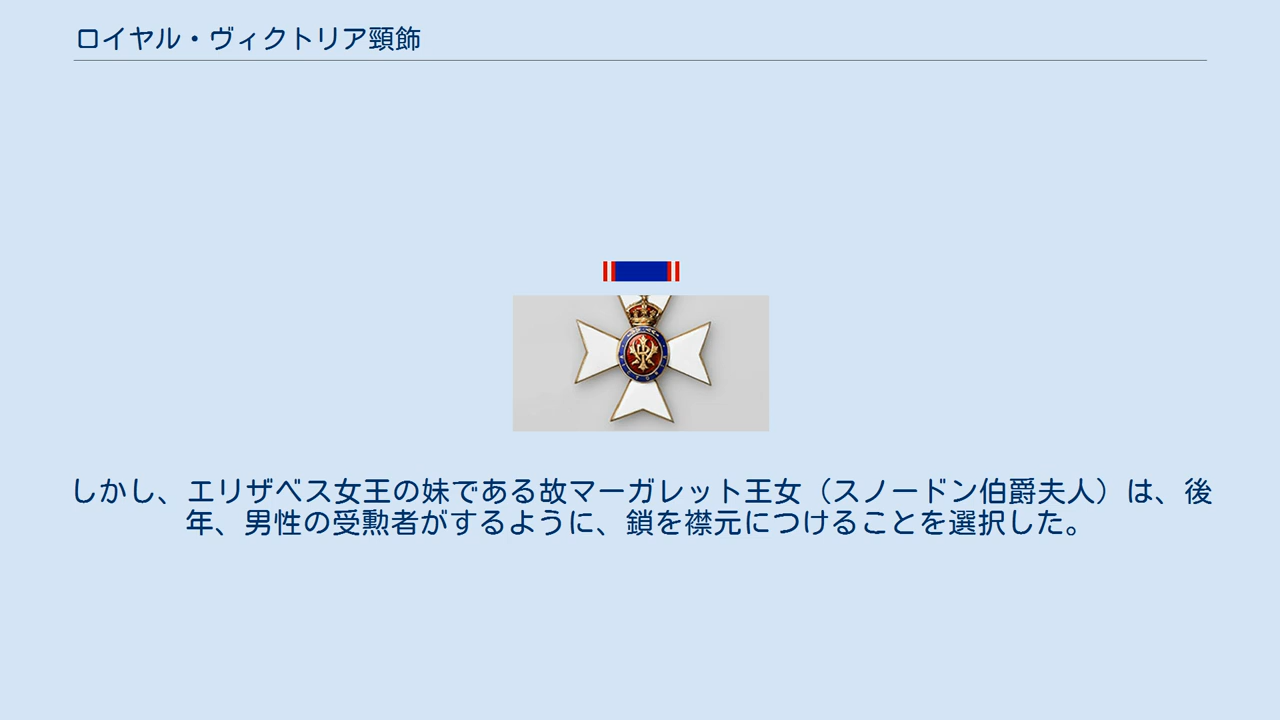 ロイヤル・ヴィクトリア頸飾
しかし、エリザベス女王の妹である故マーガレット王女（スノードン伯爵夫人）は、後
年、男性の受勲者がするように、鎖を襟元につけることを選択した。